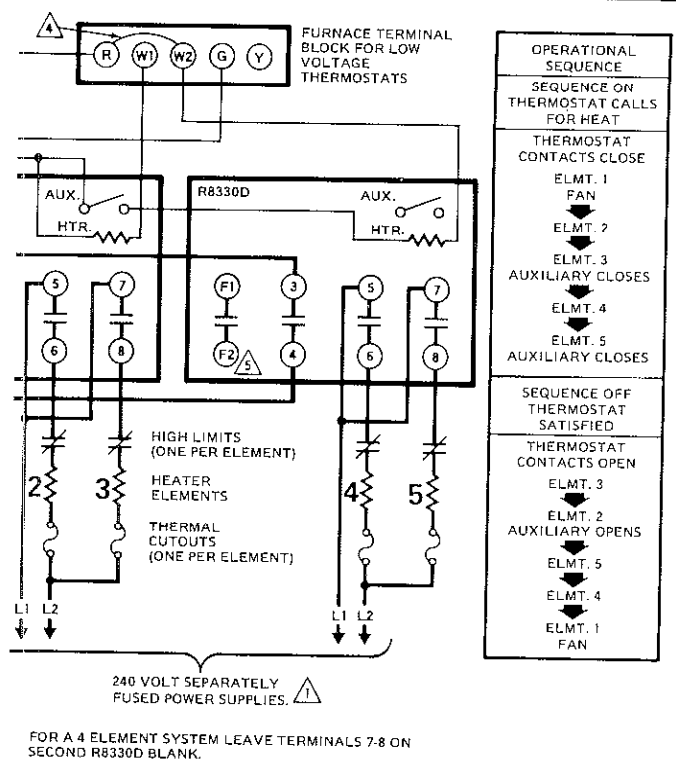 4
FURNACE TERMINAL
BLOCK FOR LOW
VOLTAGE
THERMOSTATS
R W1 W2 G Y
OPERATIONAL
SEQUENCE
SEQUENCE ON
THERMOSTAT CALLS
FOR HEAT
THERMOSTAT
CONTACTS CLOSE
ELMT. 1
FAN
ELMT. 2
ELMT. 3
AUXILIARY CLOSES
ELMT. 4
ELMT. 5
AUXILIARY CLOSES
SEQUENCE OFF
THERMOSTAT
SATISFIED
THERMOSTAT
CONTACTS OPEN
ELMT. 3
ELMT. 2
AUXILIARY OPENS
ELMT. 5
ELMT. 4
ELMT. 1
FAN
AUX.
HTR.
R8330D
AUX.
HTR.
5 7 F1 3 5 7
6 8 F2 5 4 6 8
HIGH LIMITS
(ONE PER ELEMENT)
2 3
HEATER
ELEMENTS
4 5
THERMAL
CUTOUTS
(ONE PER ELEMENT)
L1 L2 L1 L2
240 VOLT SEPARATELY
FUSED POWER SUPPLIES. 1
FOR A 4 ELEMENT SYSTEM LEAVE TERMINALS 7-8 ON
SECOND R8330D BLANK.